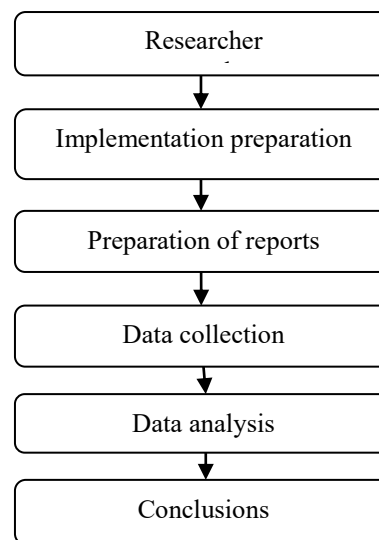 Researcher
Implementation preparation
Preparation of reports
Data collection
Data analysis
Conclusions